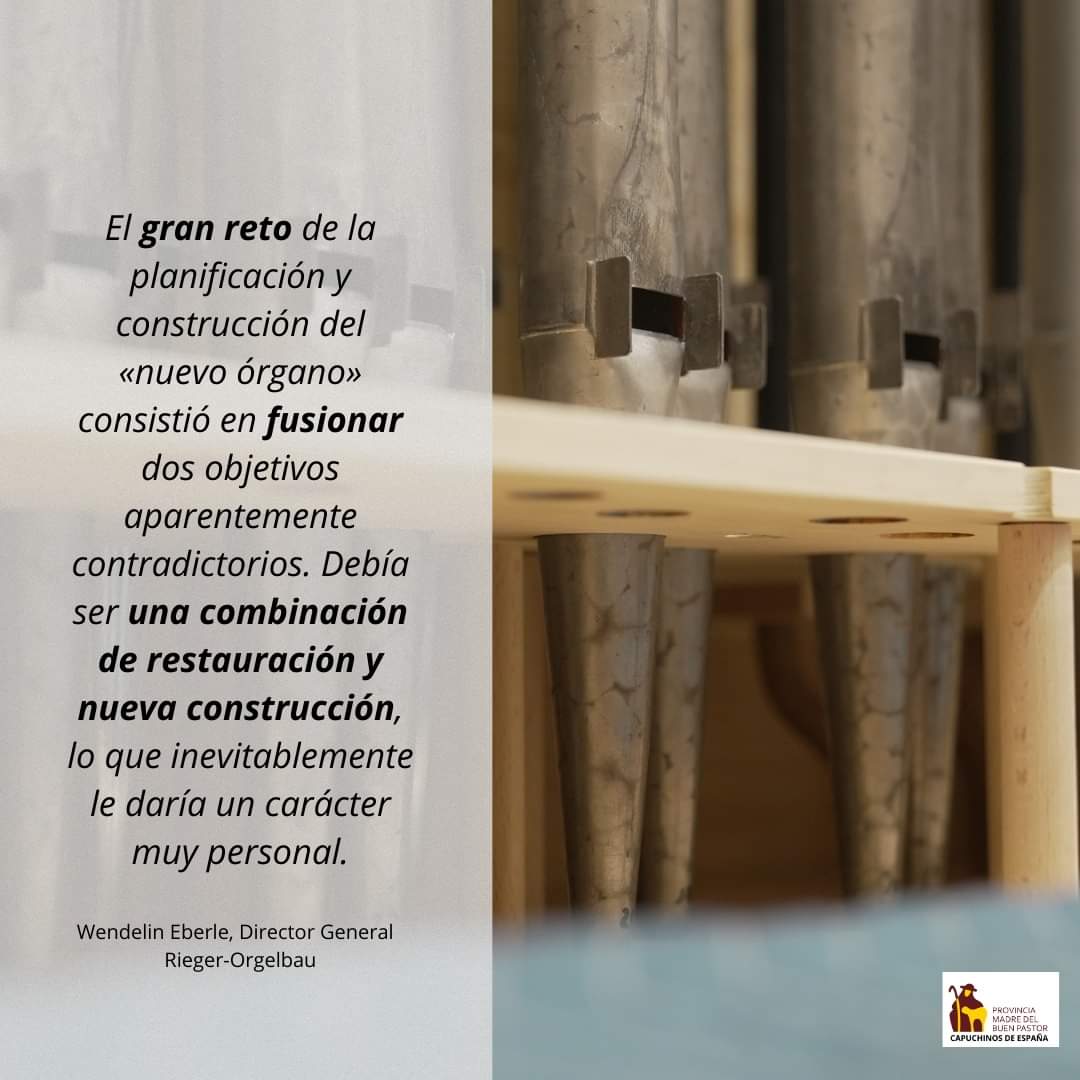 El gran reto de la
planificación y
construcción del
«nuevo órgano»
consistió en fusionar
dos objetivos
aparentemente
contradictorios. Debía
ser una combinación
de restauración y
nueva construcción,
lo que inevitablemente
le daría un carácter
muy personal.
Wendelin Eberle, Director General
Rieger-Orgelbau
PROVINCIA
MADRE DEL
BUEN PASTOR
CAPUCHINOS DE ESPAÑA